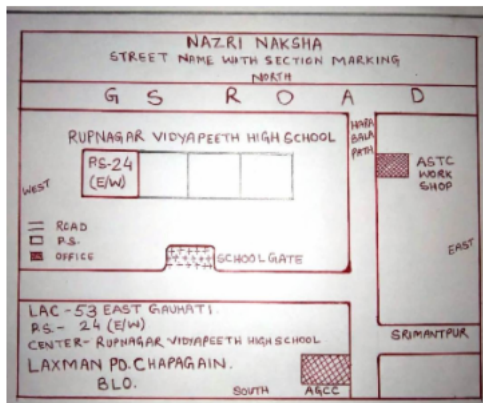 NAZRI NAKSHA
STREET NAME WITH SECTION MARKING
NORTH
G S ROAD
RUPNAGAR VIDYAPEETH HIGH SCHOOL
HARA
BALA
PATH
P.S-24
(E/W)
ASTC
WORK
SHOP
WEST
EAST
ROAD
P.S.
OFFICE
SCHOOL GATE
LAC - 53 EAST GAUHATI.
P.S. - 24 (E/W)
CENTER - RUPNAGAR VIDYAPEETH HIGH SCHOOL
LAXMAN PD. CHAPAGAIN.
BLO.
SRIMANTPUR
SOUTH
AGCC